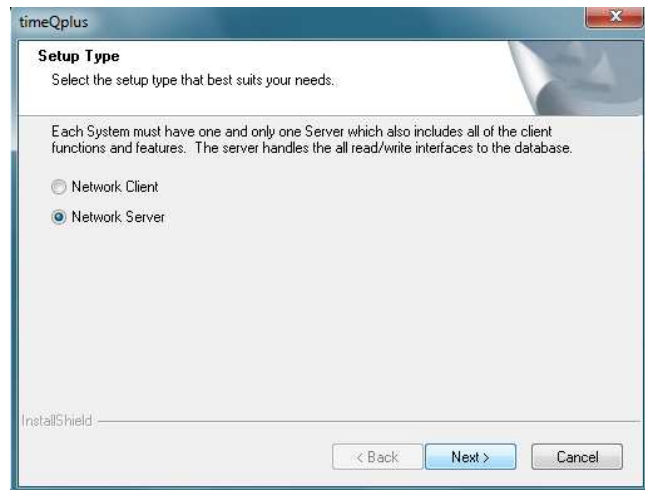 timeQplus
Setup Type
Select the setup type that best suits your needs.
Each System must have one and only one Server which also includes all of the client
functions and features. The server handles the all read/write interfaces to the database.
Network Client
Network Server
InstallShield
< Back Next > Cancel